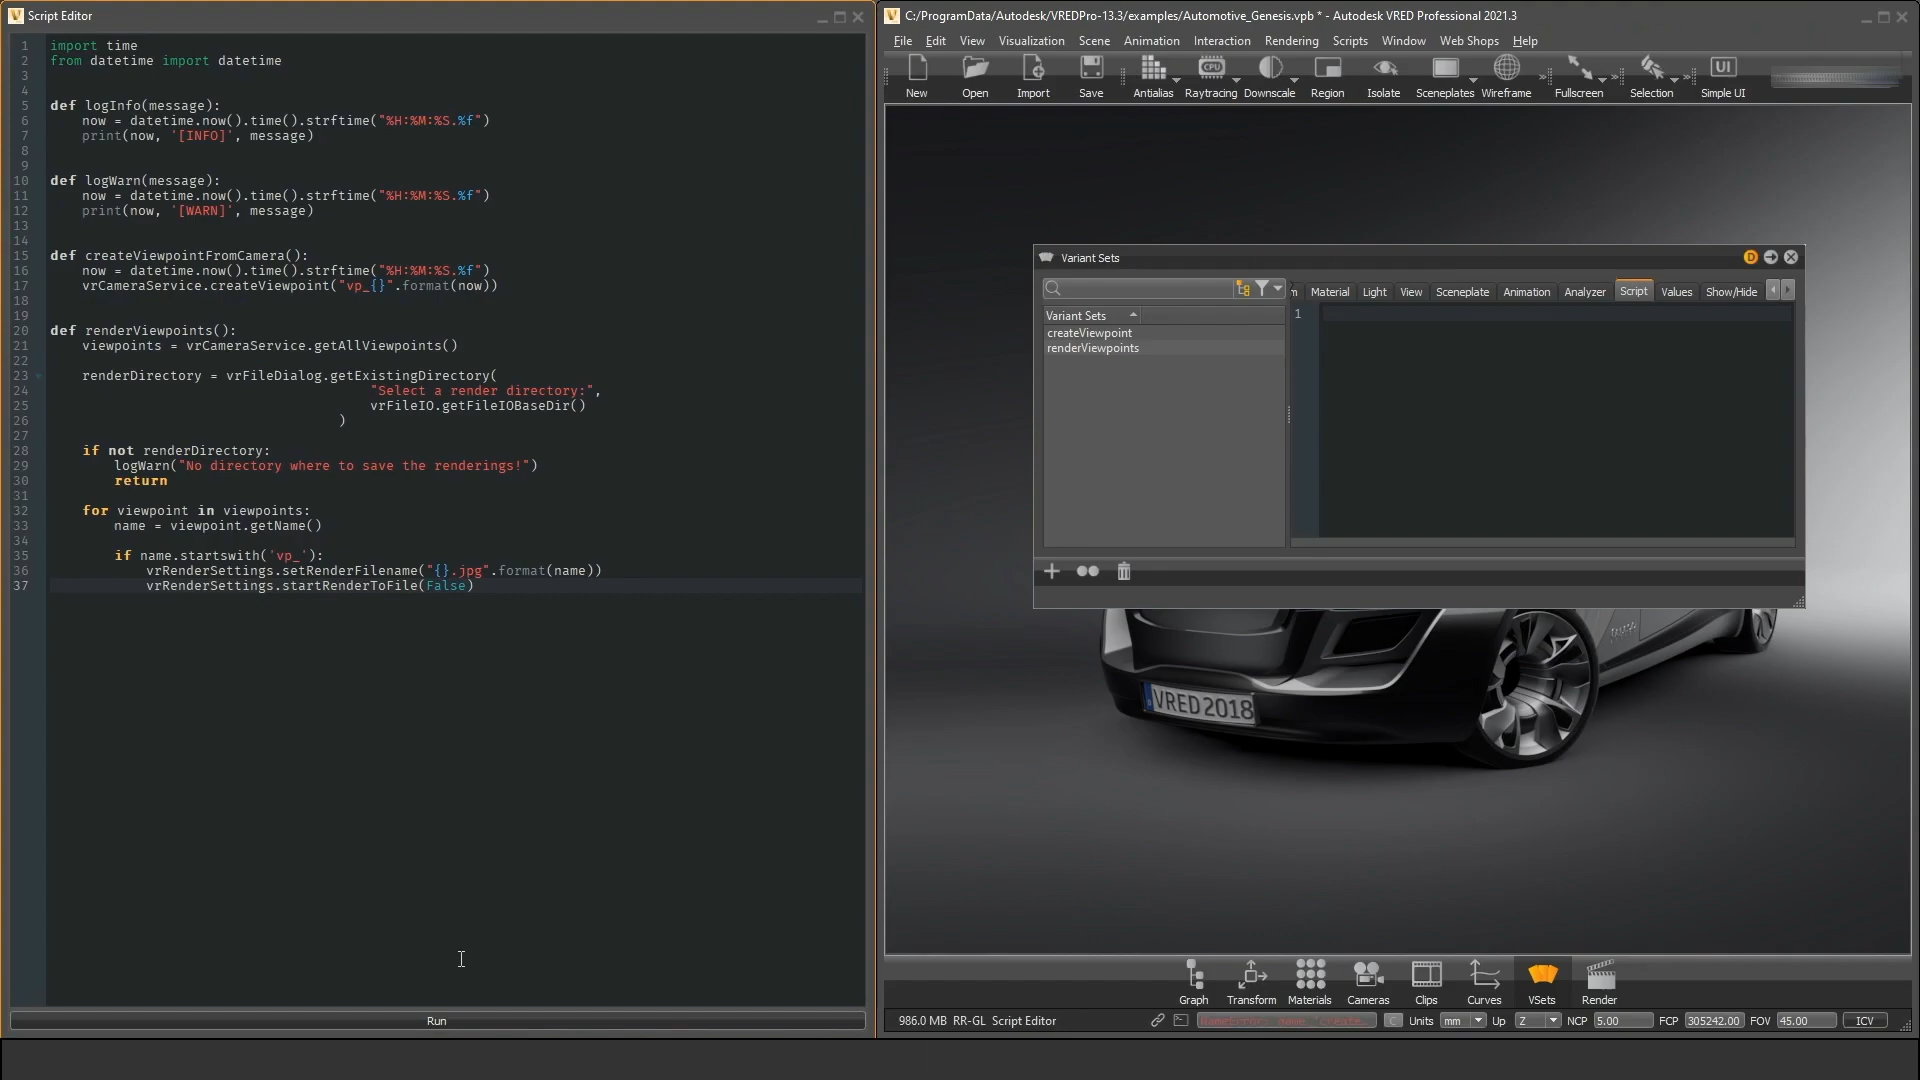 Script Editor
1 import time
2 from datetime import datetime
3
4
5 def logInfo(message):
6 now = datetime.now().time().strftime("%H:%M:%S.%f")
7 print(now, '[INFO]', message)
8
9
10 def logWarn(message):
11 now = datetime.now().time().strftime("%H:%M:%S.%f")
12 print(now, '[WARN]', message)
13
14
15 def createViewpointFromCamera():
16 now = datetime.now().time().strftime("%H:%M:%S.%f")
17 vrCameraService.createViewpoint("vp_{}".format(now))
18
19
20 def renderViewpoints():
21 viewpoints = vrCameraService.getAllViewpoints()
22
23 renderDirectory = vrFileDialog.getExistingDirectory(
24 "Select a render directory:",
25 vrFileIO.getFileIOBaseDir()
26 )
27
28 if not renderDirectory:
29 logWarn("No directory where to save the renderings!")
30 return
31
32 for viewpoint in viewpoints:
33 name = viewpoint.getName()
34
35 if name.startswith('vp_'):
36 vrRenderSettings.setRenderFilename("{}.jpg".format(name))
37 vrRenderSettings.startRenderToFile(False)
Run
C:/ProgramData/Autodesk/VREDPro-13.3/examples/Automotive_Genesis.vpb * - Autodesk VRED Professional 2021.3
File Edit View Visualization Scene Animation Interaction Rendering Scripts Window Web Shops Help
CPU UI
New Open Import Save Antialias Raytracing Downscale Region Isolate Sceneplates Wireframe Fullscreen Selection Simple UI
Variant Sets D
m Material Light View Sceneplate Animation Analyzer Script Values Show/Hide
Variant Sets
createViewpoint
renderViewpoints
1
VRED 2018
Graph Transform Materials Cameras Clips Curves VSets Render
986.0 MB RR-GL Script Editor C Units mm Up Z NCP 5.00 FCP 305242.00 FOV 45.00 ICV